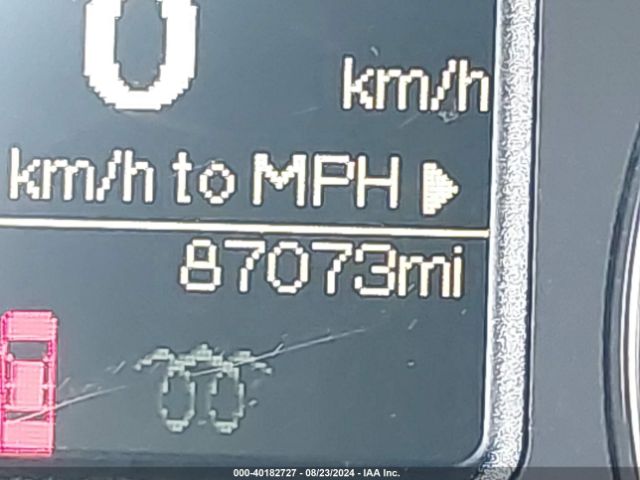 0
km/h
km/h to MPH
87073mi
000-40182727 - 08/23/2024 - IAA Inc.